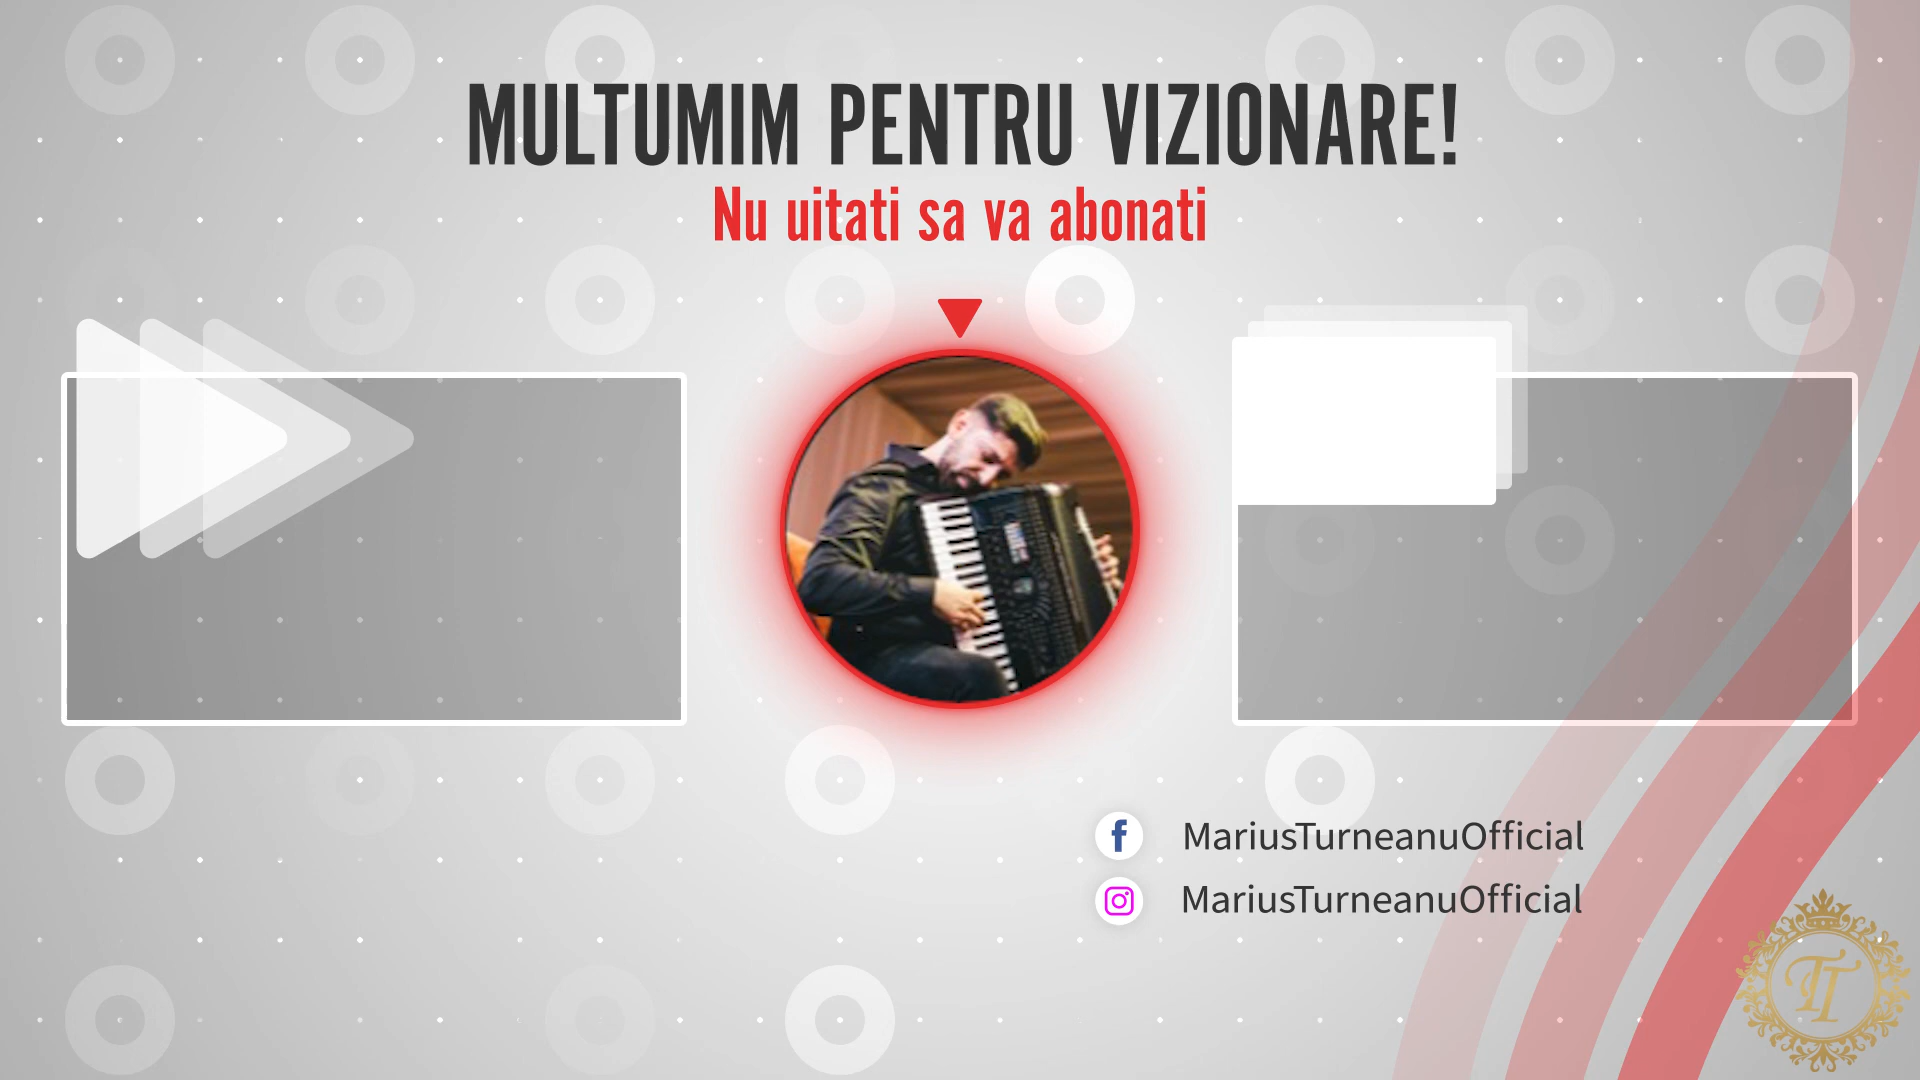 MULTUMIM PENTRU VIZIONARE!
Nu uitati sa va abonati
MariusTurneanuOfficial
MariusTurneanuOfficial